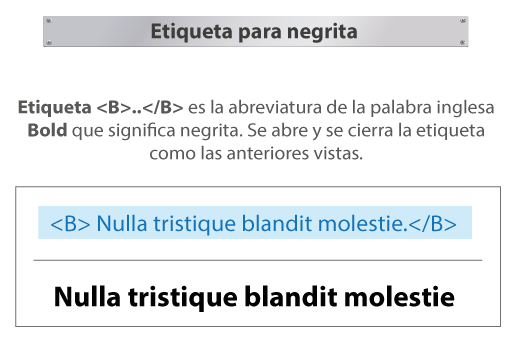 Etiqueta para negrita
Etiqueta <B>..</B> es la abreviatura de la palabra inglesa
Bold que significa negrita. Se abre y se cierra la etiqueta
como las anteriores vistas.
<B> Nulla tristique blandit molestie.</B>
Nulla tristique blandit molestie